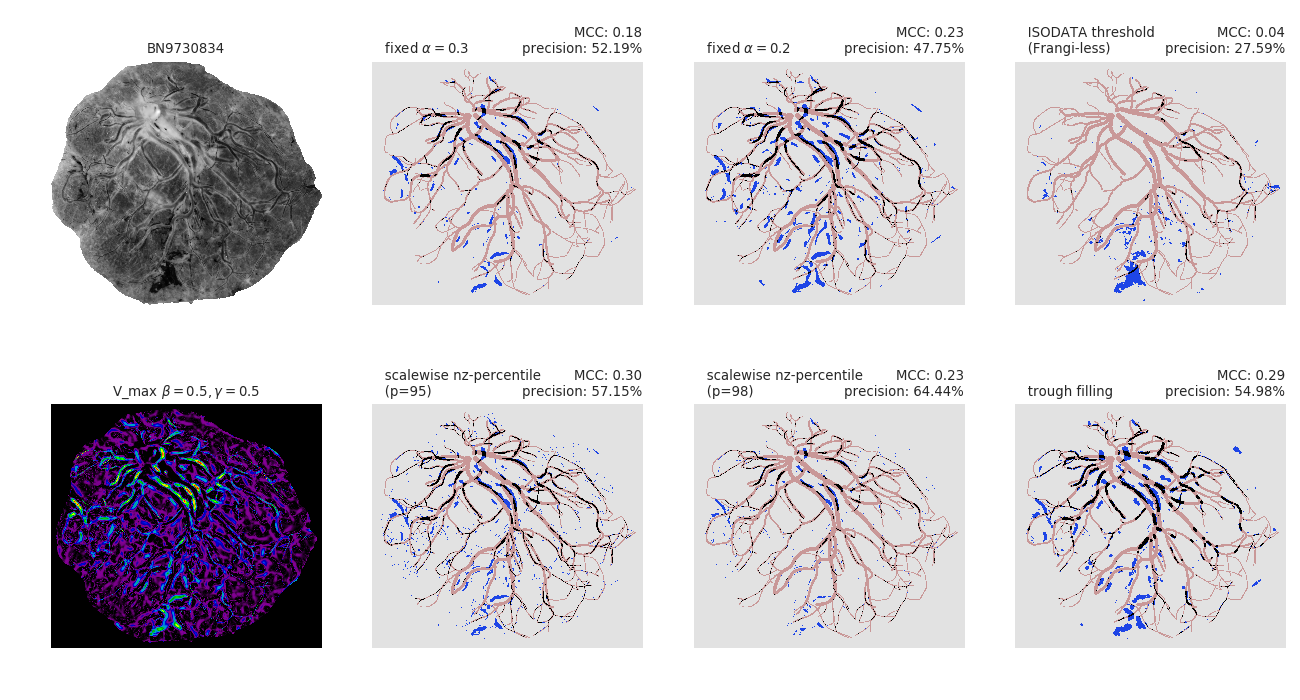 BN9730834
fixed α = 0.3
MCC: 0.18
precision: 52.19%
fixed α = 0.2
MCC: 0.23
precision: 47.75%
ISODATA threshold
(Frangi-less)
MCC: 0.04
precision: 27.59%
V_max β = 0.5, γ = 0.5
scalewise nz-percentile
(p=95)
MCC: 0.30
precision: 57.15%
scalewise nz-percentile
(p=98)
MCC: 0.23
precision: 64.44%
trough filling
MCC: 0.29
precision: 54.98%